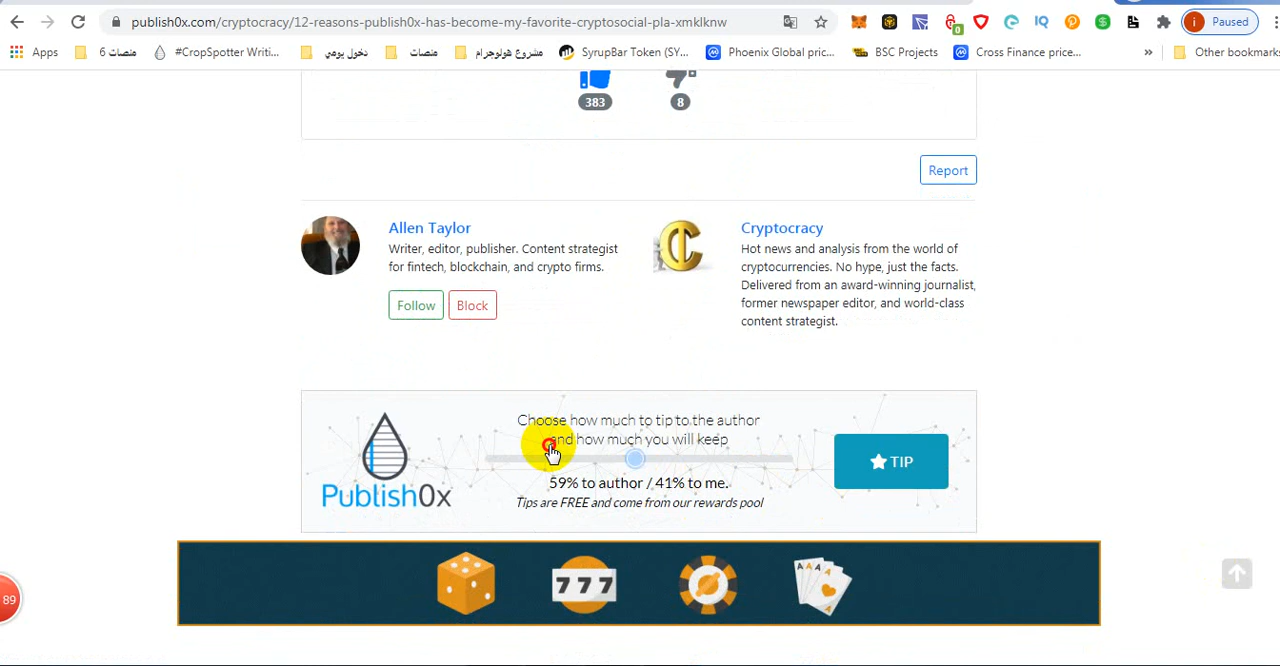 publish0x.com/cryptocracy/12-reasons-publish0x-has-become-my-favorite-cryptosocial-pla-xmklknw
0
IQ
i Paused
Apps
منصات 6
#CropSpotter Writi...
دخول يومي
منصات
مشروع هولوجرام
SyrupBar Token (SY...
Phoenix Global pric...
BSC Projects
Cross Finance price...
»
Other bookmarks
383
8
Report
Allen Taylor
Writer, editor, publisher. Content strategist
for fintech, blockchain, and crypto firms.
Follow
Block
Cryptocracy
Hot news and analysis from the world of
cryptocurrencies. No hype, just the facts.
Delivered from an award-winning journalist,
former newspaper editor, and world-class
content strategist.
Publish0x
Choose how much to tip to the author
and how much you will keep
59% to author / 41% to me.
Tips are FREE and come from our rewards pool
TIP
777
A A A A
89